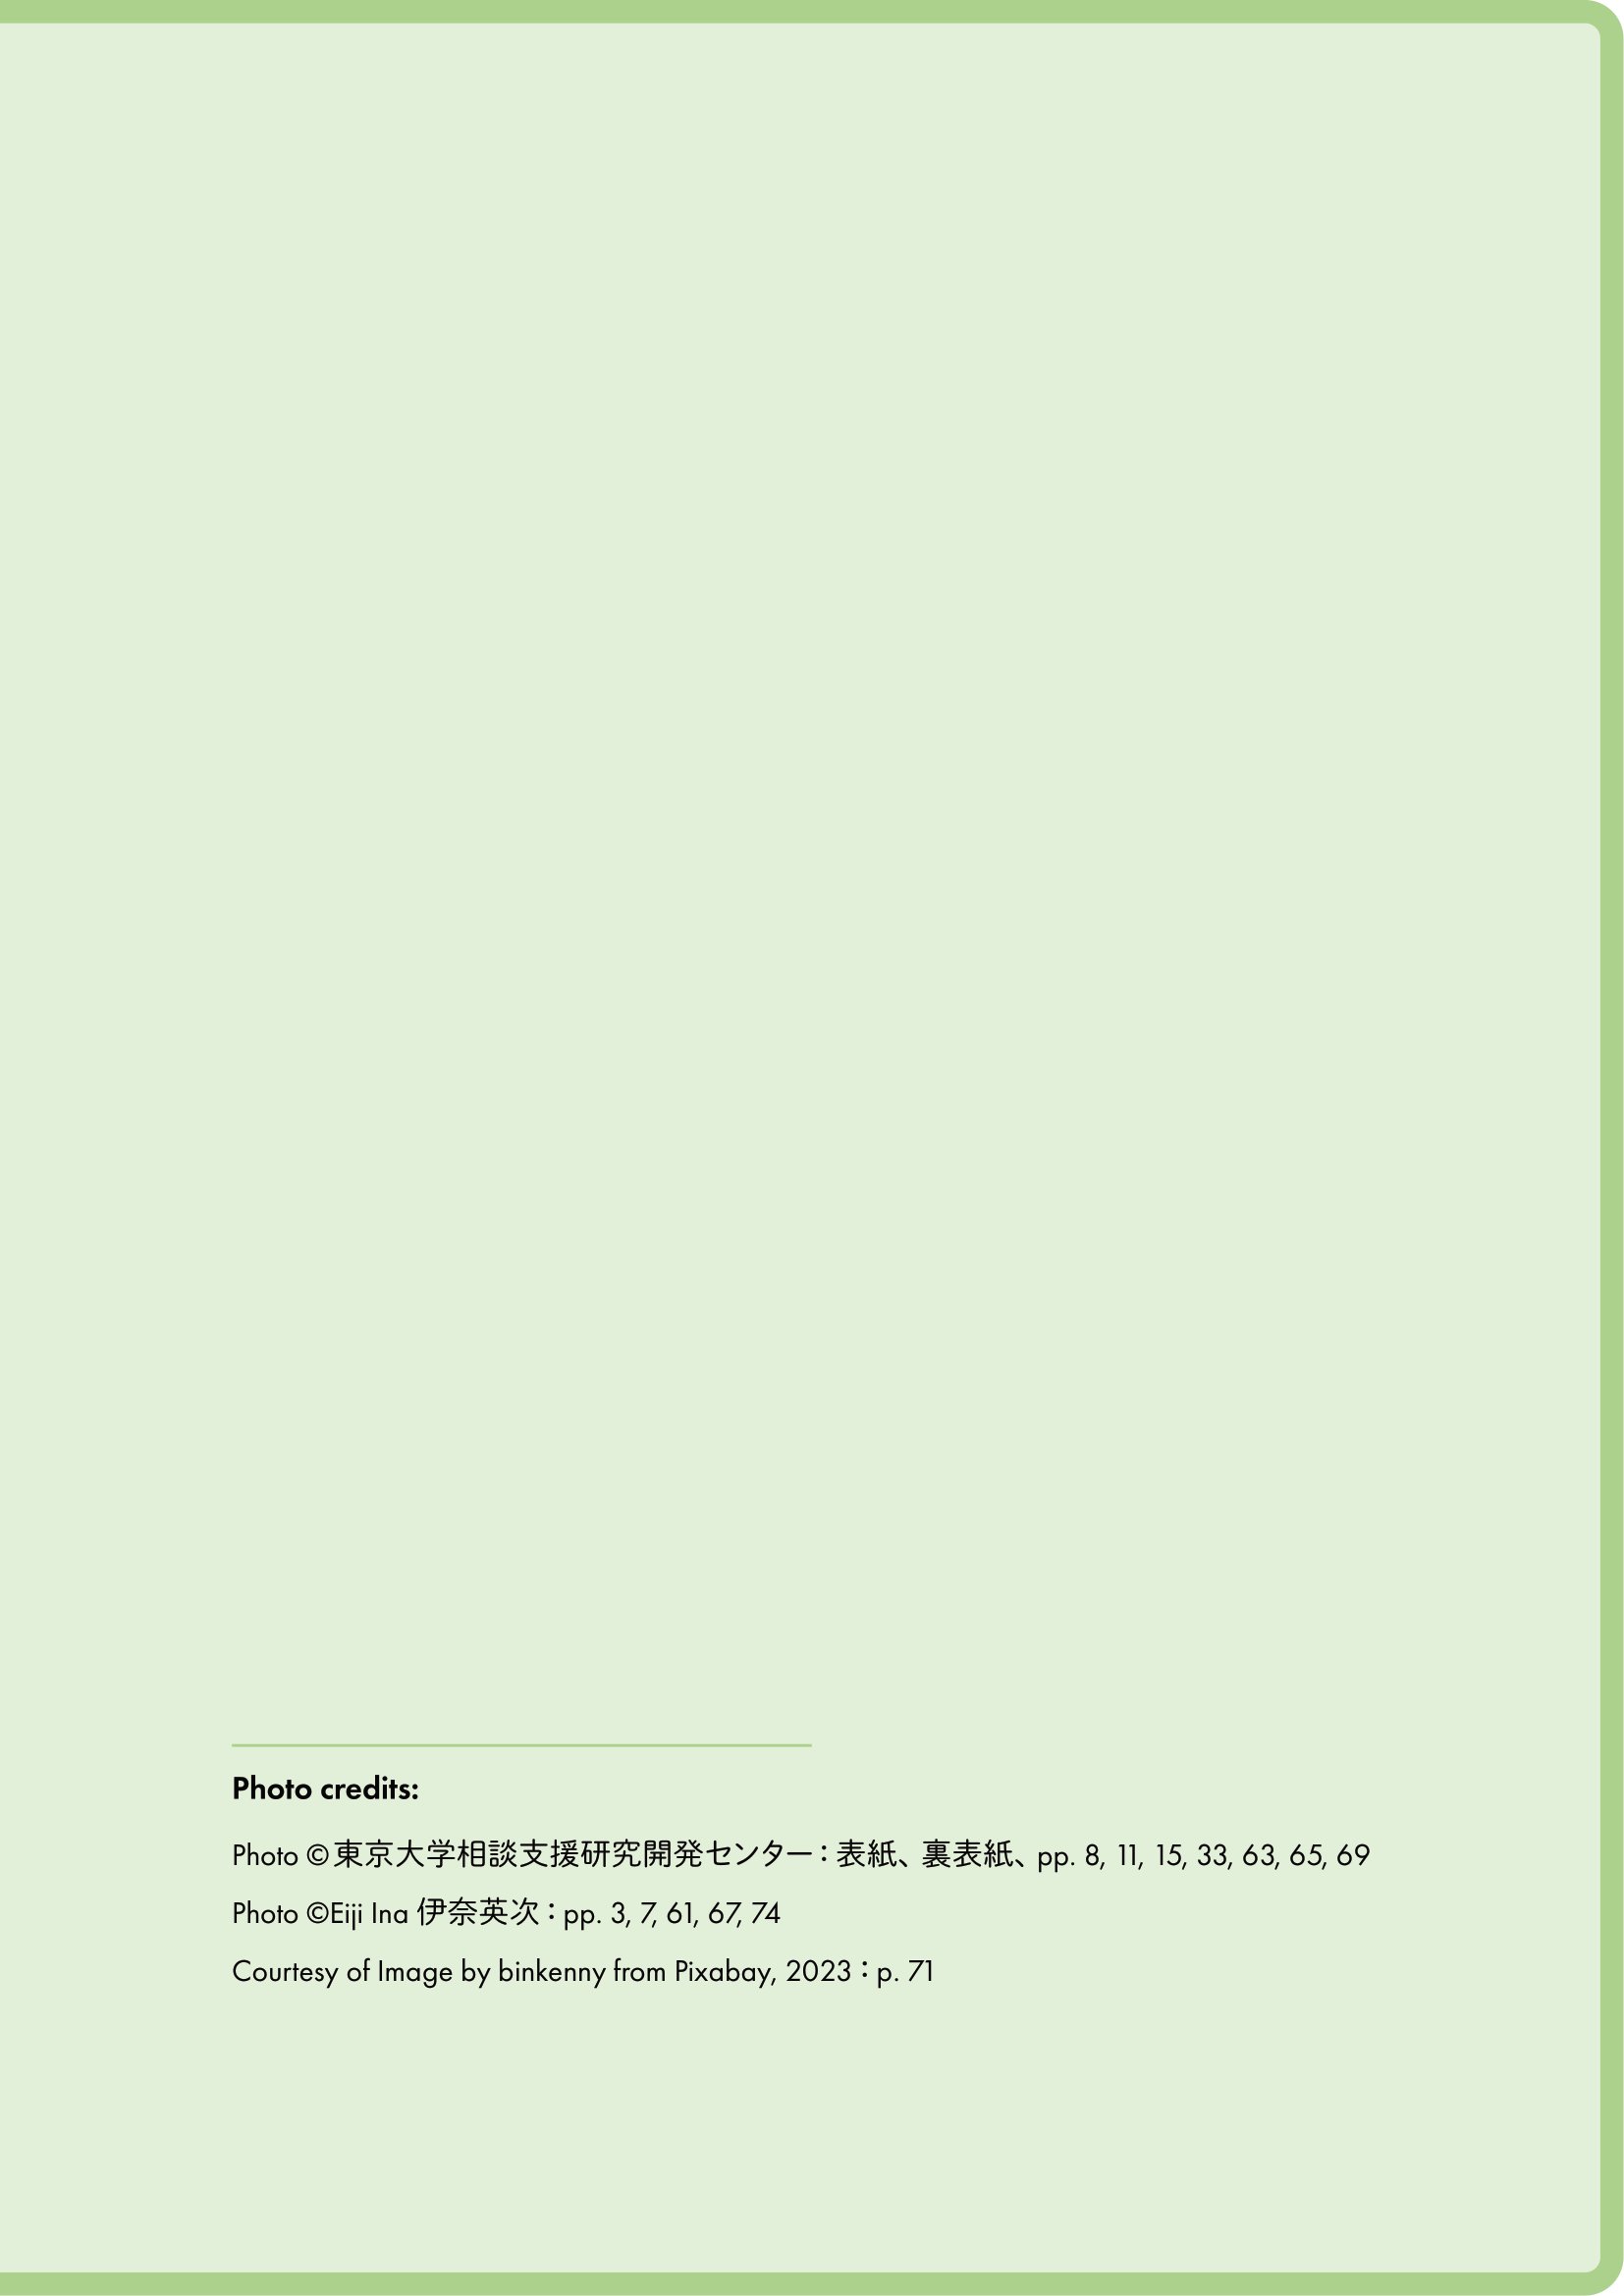 Photo credits:
Photo ©東京大学相談支援研究開発センター：表紙、裏表紙、pp. 8, 11, 15, 33, 63, 65, 69
Photo ©Eiji Ina 伊奈英次：pp. 3, 7, 61, 67, 74
Courtesy of Image by binkenny from Pixabay, 2023：p. 71